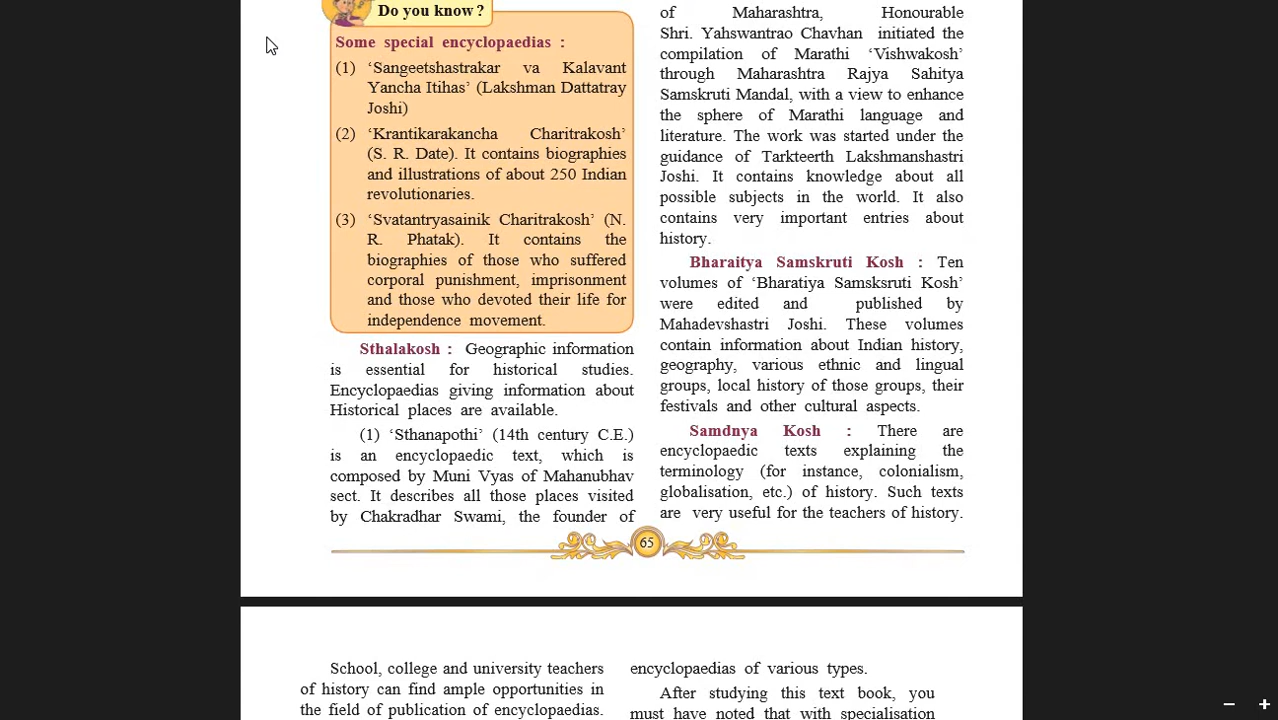 Do you know ?
Some special encyclopaedias :
(1) ‘Sangeetshastrakar va Kalavant
Yancha Itihas’ (Lakshman Dattatray
Joshi)
(2) ‘Krantikarakancha Charitrakosh’
(S. R. Date). It contains biographies
and illustrations of about 250 Indian
revolutionaries.
(3) ‘Svatantryasainik Charitrakosh’ (N.
R. Phatak). It contains the
biographies of those who suffered
corporal punishment, imprisonment
and those who devoted their life for
independence movement.
Sthalakosh : Geographic information
is essential for historical studies.
Encyclopaedias giving information about
Historical places are available.
(1) ‘Sthanapothi’ (14th century C.E.)
is an encyclopaedic text, which is
composed by Muni Vyas of Mahanubhav
sect. It describes all those places visited
by Chakradhar Swami, the founder of
of Maharashtra, Honourable
Shri. Yahswantrao Chavhan initiated the
compilation of Marathi ‘Vishwakosh’
through Maharashtra Rajya Sahitya
Samskruti Mandal, with a view to enhance
the sphere of Marathi language and
literature. The work was started under the
guidance of Tarkteerth Lakshmanshastri
Joshi. It contains knowledge about all
possible subjects in the world. It also
contains very important entries about
history.
Bharaitya Samskruti Kosh : Ten
volumes of ‘Bharatiya Samsksruti Kosh’
were edited and published by
Mahadevshastri Joshi. These volumes
contain information about Indian history,
geography, various ethnic and lingual
groups, local history of those groups, their
festivals and other cultural aspects.
Samdnya Kosh : There are
encyclopaedic texts explaining the
terminology (for instance, colonialism,
globalisation, etc.) of history. Such texts
are very useful for the teachers of history.
65
School, college and university teachers
of history can find ample opportunities in
the field of publication of encyclopaedias.
encyclopaedias of various types.
After studying this text book, you
must have noted that with specialisation